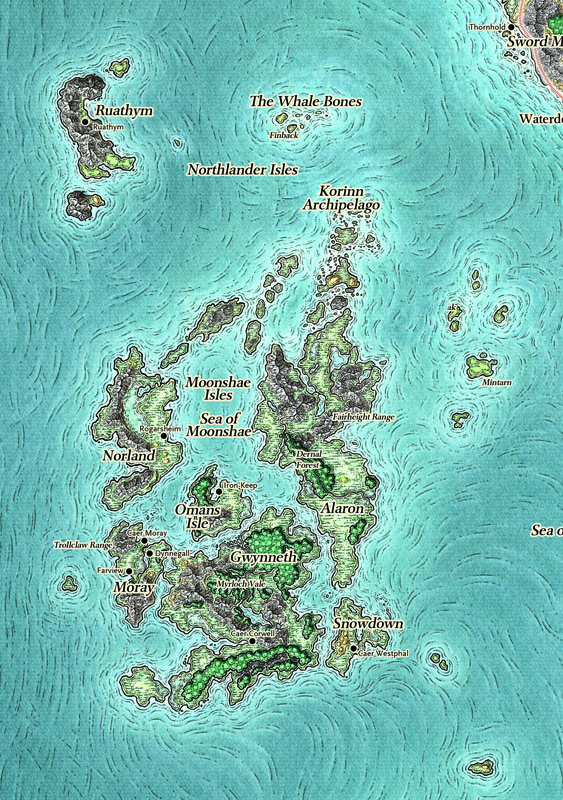 Thornhold
Sword M
Waterde
Ruathym
Ruathym
The Whale Bones
Finback
Northlander Isles
Korinn
Archipelago
Mintarn
Moonshae
Isles
Sea of
Moonshae
Fairheight Range
Rogarsheim
Norland
Dernal
Forest
Iron Keep
Omans
Isle
Alaron
Sea o
Caer Moray
Trollclaw Range
Dynnegall
Gwynneth
Farview
Moray
Myrloch Vale
Snowdown
Caer Corwell
Caer Westphal